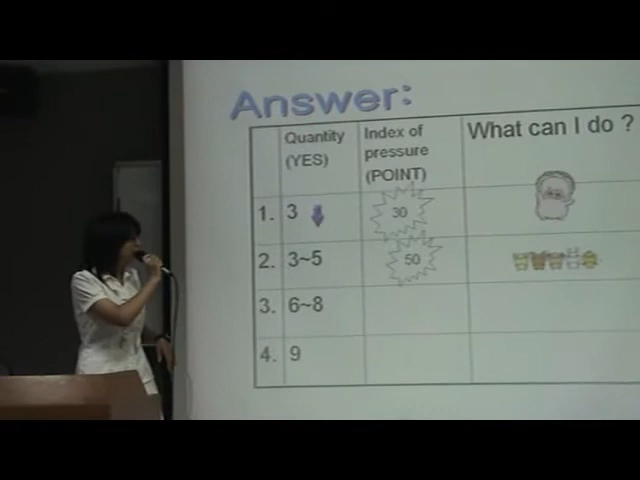 Answer:
Quantity (YES)
Index of pressure (POINT)
What can I do ?
1. 3 30
2. 3~5 50
3. 6~8
4. 9